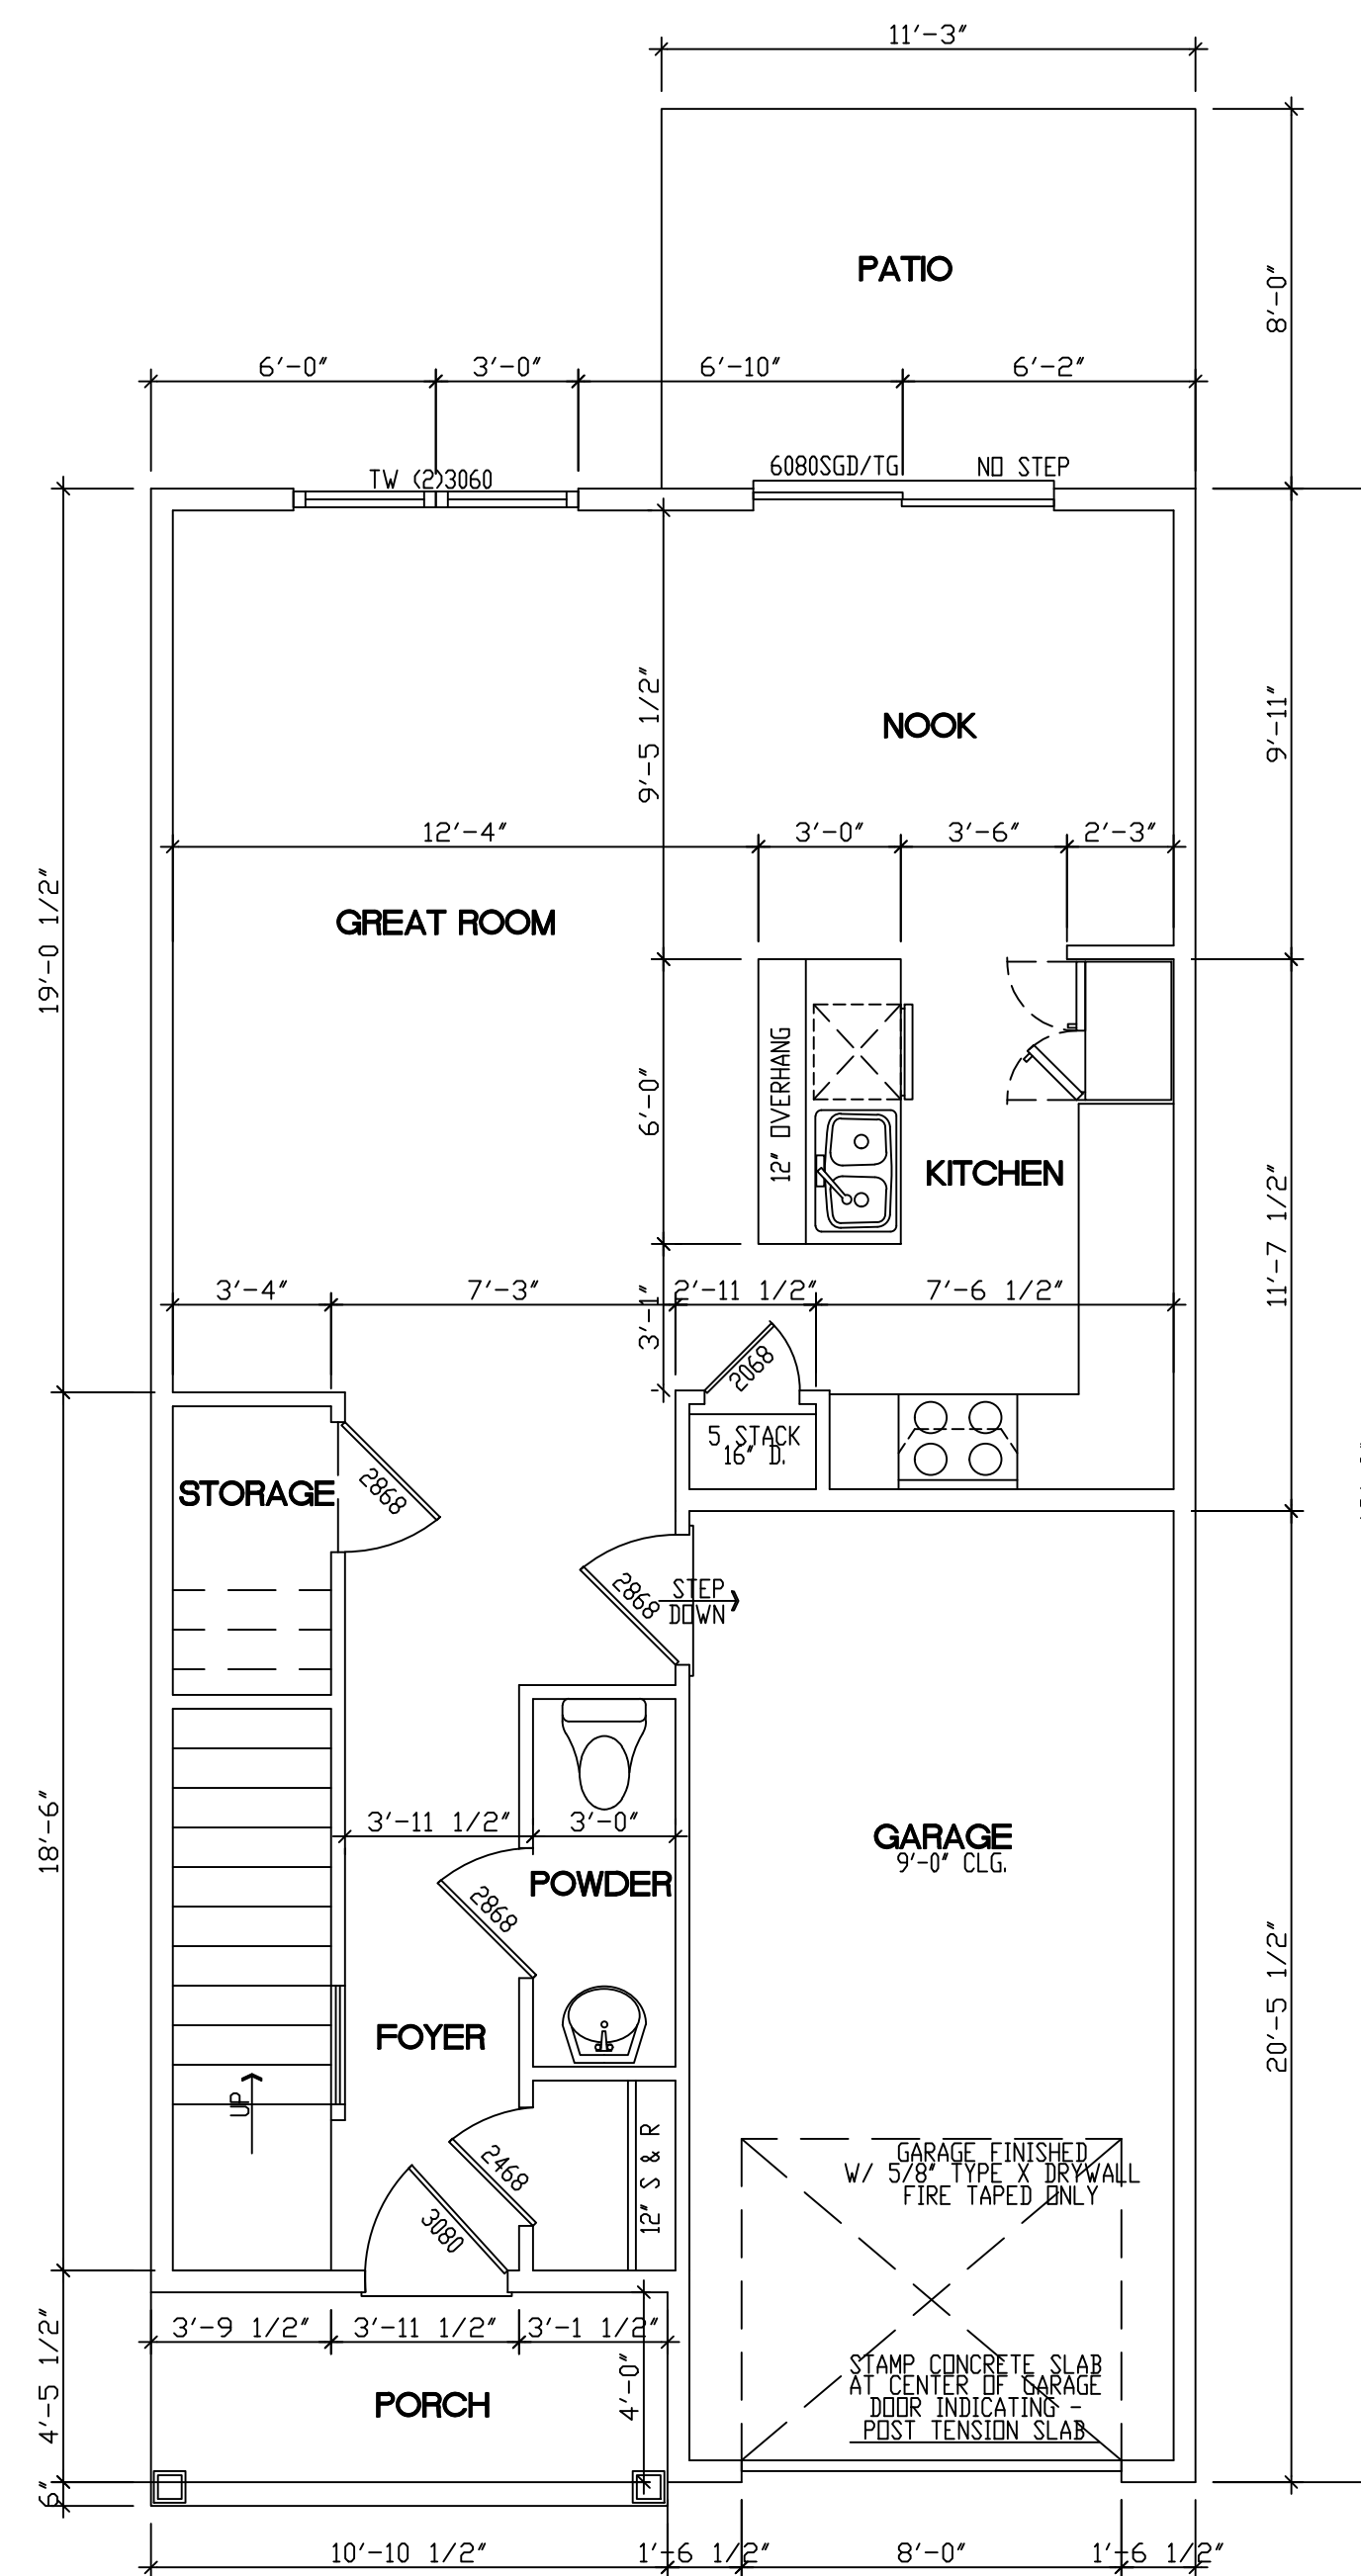 11'-3"
PATIO
8'-0"
6'-0" 3'-0" 6'-10" 6'-2"
TW (2)3060 6080SGD/TG NO STEP
9'-5 1/2"
NOOK
9'-11"
12'-4" 3'-0" 3'-6" 2'-3"
19'-0 1/2"
GREAT ROOM
12" OVERHANG
6'-0"
KITCHEN
11'-7 1/2"
3'-4" 7'-3" 2'-11 1/2" 7'-6 1/2"
3'-1"
2068
5 STACK
16" D.
STORAGE
2868
2868
STEP
DOWN
18'-6"
3'-11 1/2" 3'-0"
GARAGE
9'-0" CLG.
POWDER
2868
FOYER
20'-5 1/2"
UP
2468
12" S & R
3080
GARAGE FINISHED
W/ 5/8" TYPE X DRYWALL
FIRE TAPED ONLY
3'-9 1/2" 3'-11 1/2" 3'-1 1/2"
4'-5 1/2"
4'-0"
PORCH
STAMP CONCRETE SLAB
AT CENTER OF GARAGE
DOOR INDICATING -
POST TENSION SLAB
6"
10'-10 1/2" 1'-6 1/2" 8'-0" 1'-6 1/2"